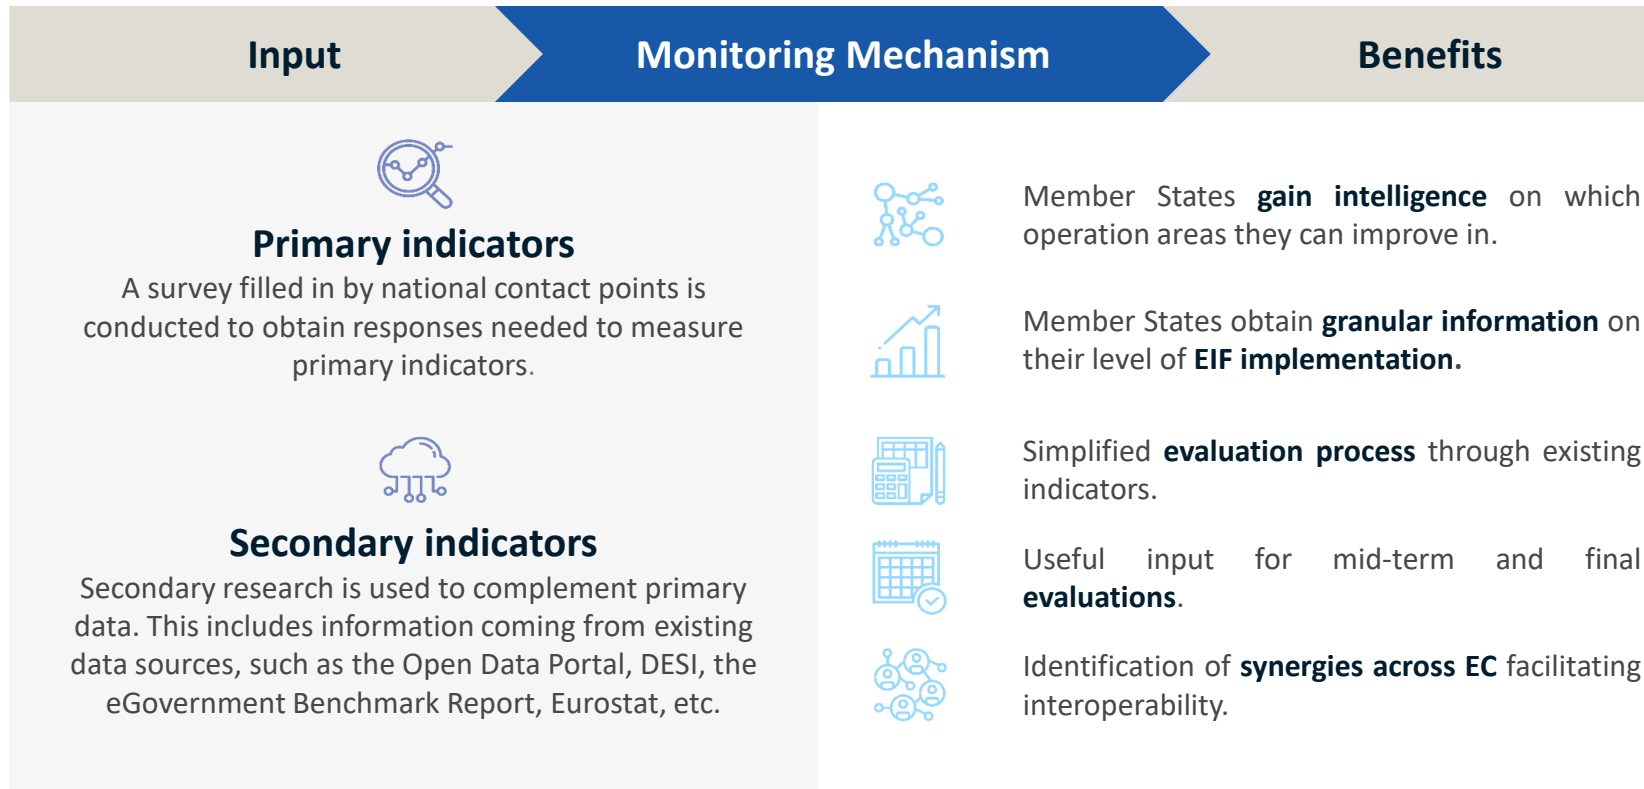 Input
Monitoring Mechanism
Benefits
Primary indicators
A survey filled in by national contact points is
conducted to obtain responses needed to measure
primary indicators.
Secondary indicators
Secondary research is used to complement primary
data. This includes information coming from existing
data sources, such as the Open Data Portal, DESI, the
eGovernment Benchmark Report, Eurostat, etc.
Member States gain intelligence on which
operation areas they can improve in.
Member States obtain granular information on
their level of EIF implementation.
Simplified evaluation process through existing
indicators.
Useful input for mid-term and final
evaluations.
Identification of synergies across EC facilitating
interoperability.